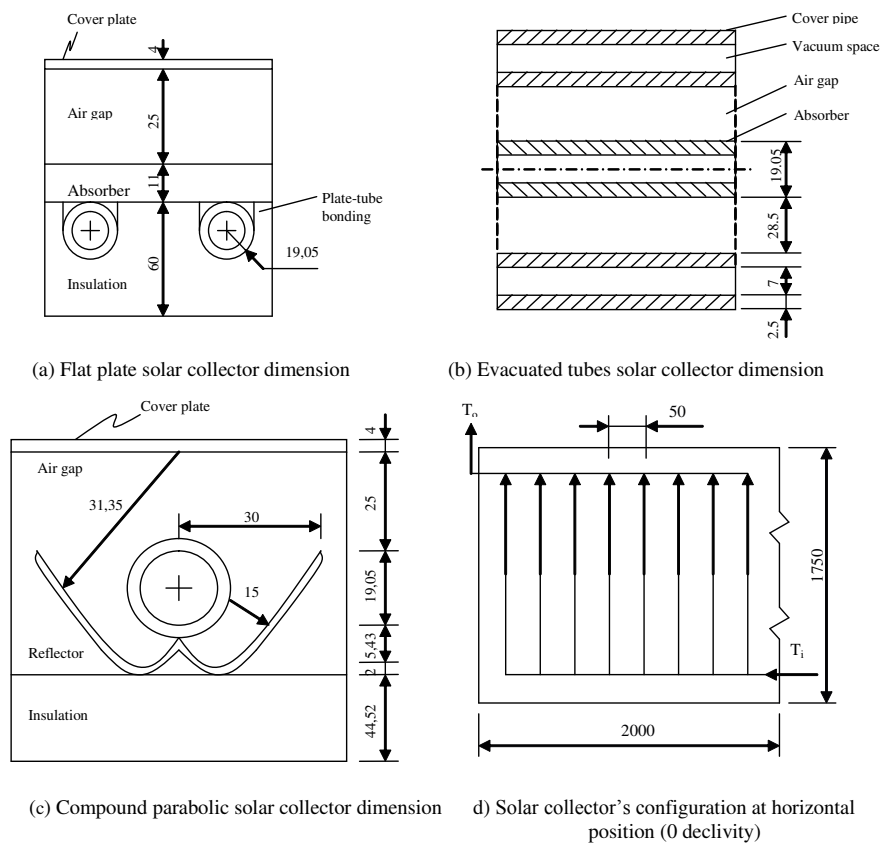 Cover plate
4
Air gap
25
Absorber
11
Plate-tube
bonding
19,05
Insulation
60
(a) Flat plate solar collector dimension
Cover pipe
Vacuum space
Air gap
Absorber
19.05
28.5
7
2.5
(b) Evacuated tubes solar collector dimension
Cover plate
4
Air gap
31,35
30
25
15
19,05
Reflector
5,43
2
Insulation
44,52
(c) Compound parabolic solar collector dimension
To
50
1750
Ti
2000
d) Solar collector's configuration at horizontal
position (0 declivity)